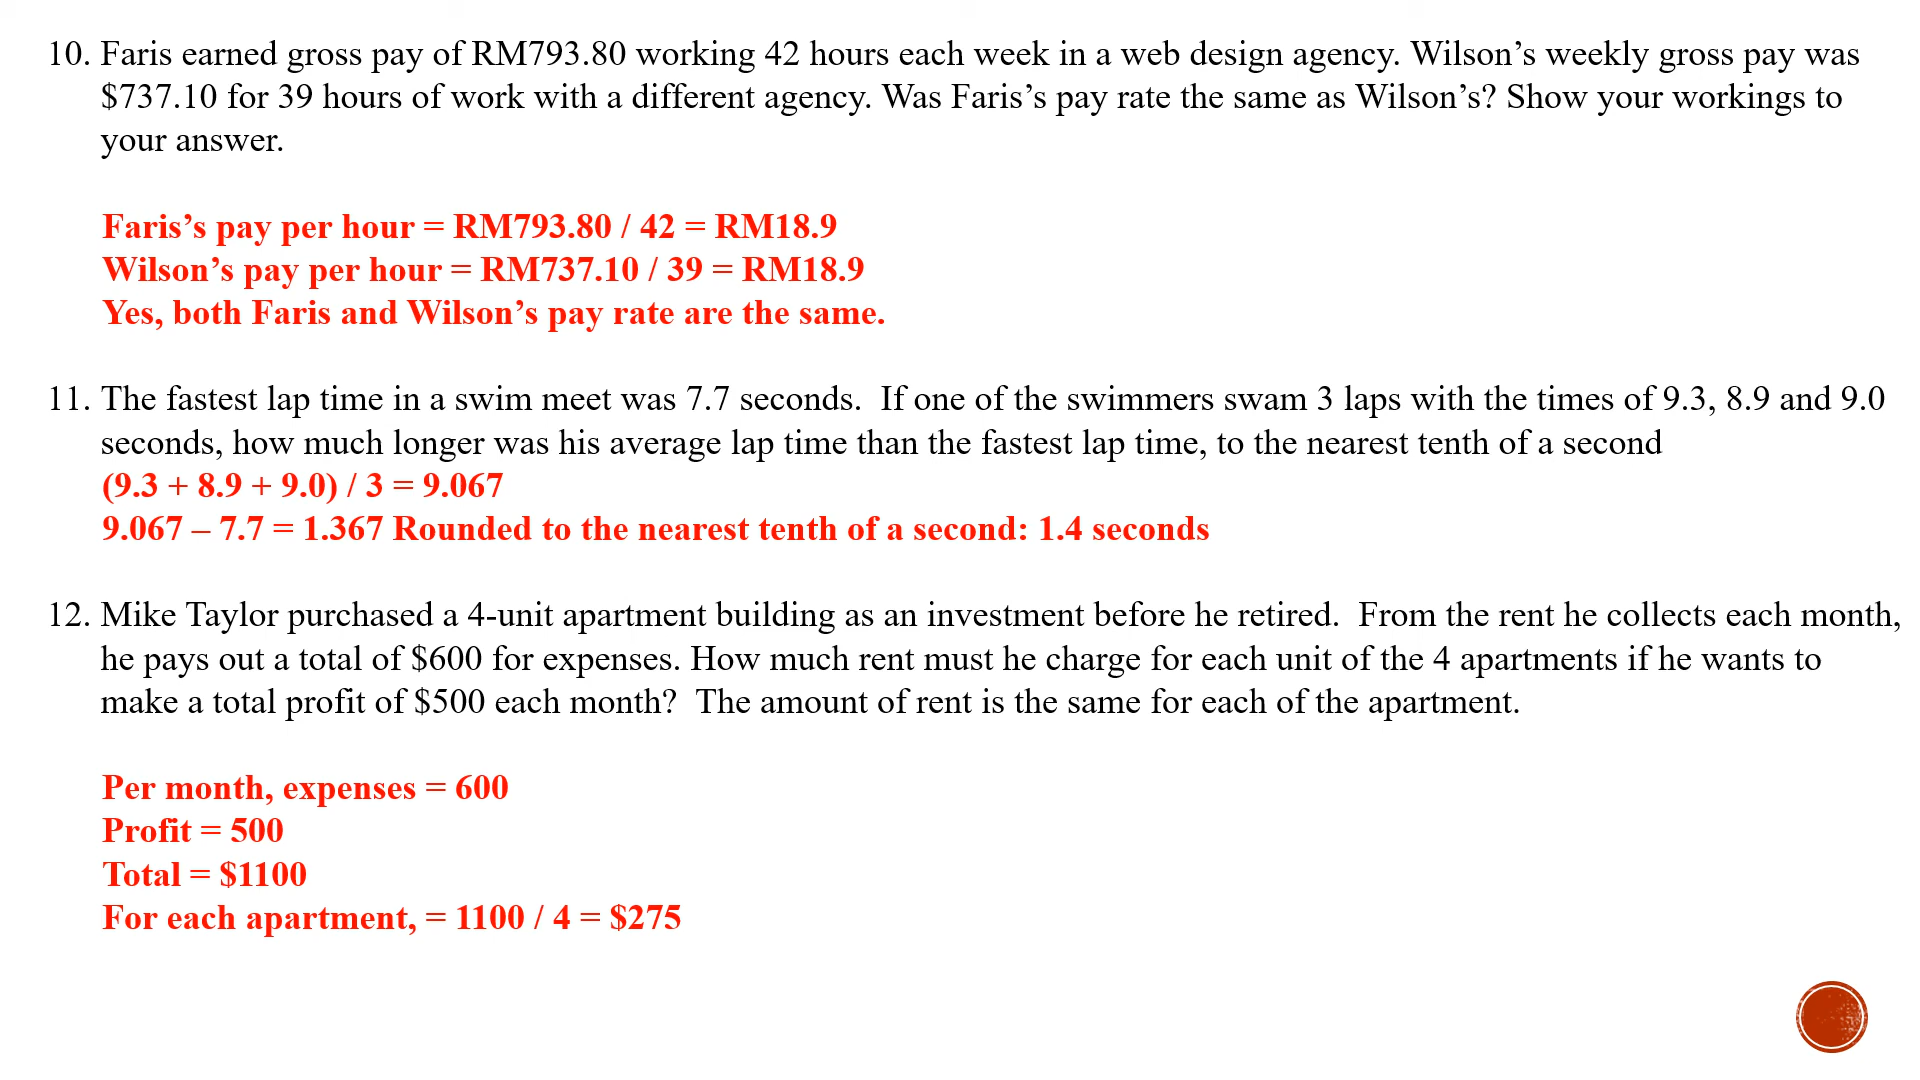 10. Faris earned gross pay of RM793.80 working 42 hours each week in a web design agency. Wilson’s weekly gross pay was
$737.10 for 39 hours of work with a different agency. Was Faris’s pay rate the same as Wilson’s? Show your workings to
your answer.
Faris’s pay per hour = RM793.80 / 42 = RM18.9
Wilson’s pay per hour = RM737.10 / 39 = RM18.9
Yes, both Faris and Wilson’s pay rate are the same.
11. The fastest lap time in a swim meet was 7.7 seconds.  If one of the swimmers swam 3 laps with the times of 9.3, 8.9 and 9.0
seconds, how much longer was his average lap time than the fastest lap time, to the nearest tenth of a second
(9.3 + 8.9 + 9.0) / 3 = 9.067
9.067 – 7.7 = 1.367 Rounded to the nearest tenth of a second: 1.4 seconds
12. Mike Taylor purchased a 4-unit apartment building as an investment before he retired.  From the rent he collects each month,
he pays out a total of $600 for expenses. How much rent must he charge for each unit of the 4 apartments if he wants to
make a total profit of $500 each month?  The amount of rent is the same for each of the apartment.
Per month, expenses = 600
Profit = 500
Total = $1100
For each apartment, = 1100 / 4 = $275